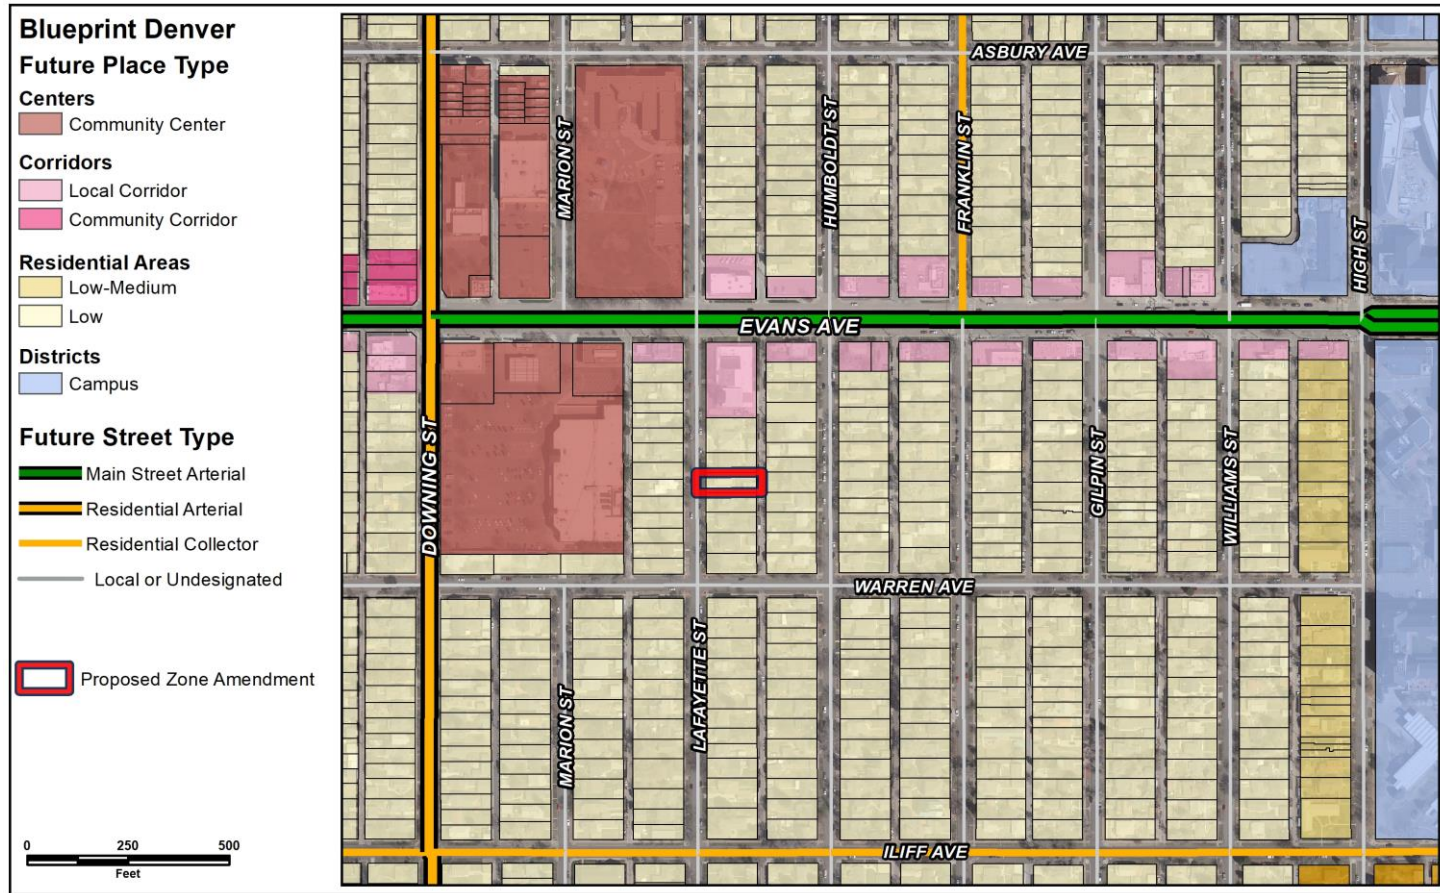 Blueprint Denver
Future Place Type
Centers
Community Center
Corridors
Local Corridor
Community Corridor
Residential Areas
Low-Medium
Low
Districts
Campus
Future Street Type
Main Street Arterial
Residential Arterial
Residential Collector
Local or Undesignated
Proposed Zone Amendment
0 250 500
Feet
ASBURY AVE
MARION ST
HUMBOLDT ST
FRANKLIN ST
HIGH ST
EVANS AVE
DOWNING ST
GILPIN ST
WILLIAMS ST
WARREN AVE
MARION ST
LAFAYETTE ST
ILIFF AVE